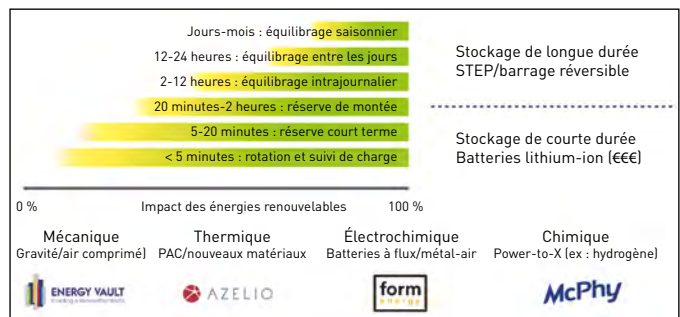 Jours-mois : équilibrage saisonnier
12-24 heures : équilibrage entre les jours
2-12 heures : équilibrage intrajournalier
20 minutes-2 heures : réserve de montée
5-20 minutes : réserve court terme
< 5 minutes : rotation et suivi de charge
Stockage de longue durée
STEP/barrage réversible
Stockage de courte durée
Batteries lithium-ion (€€€)
0 % Impact des énergies renouvelables 100 %
Mécanique
Gravité/air comprimé)
Thermique
PAC/nouveaux matériaux
Électrochimique
Batteries à flux/métal-air
Chimique
Power-to-X (ex : hydrogène)
ENERGY VAULT
AZELIO
form
energy
McPhy